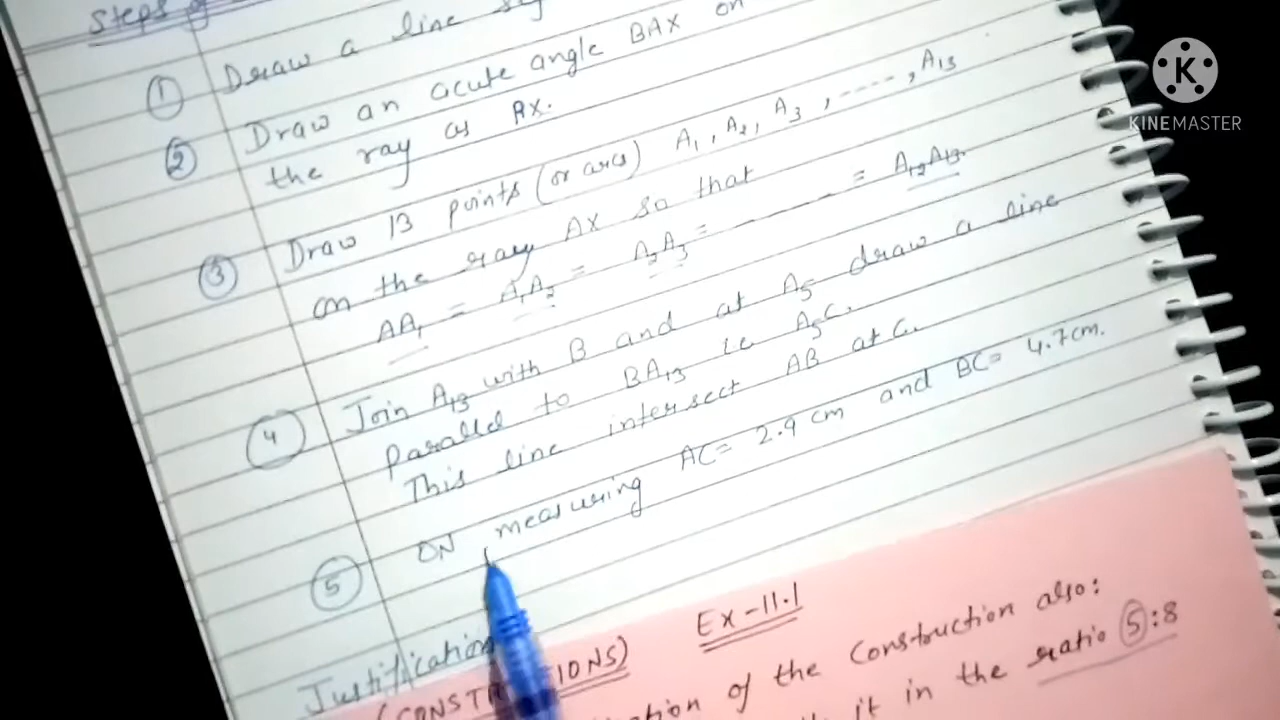 Steps
① Draw a line
② Draw an acute angle BAX on
the ray as AX.
③ Draw 13 points (or arcs) A₁, A₂, A₃, ----, A₁₃
on the ray AX so that
AA₁ = A₁A₂ = A₂A₃ = ------ = A₁₂A₁₃.
④ Join A₁₃ with B and at A₅ draw a line
parallel to BA₁₃ i.e A₅C.
This line intersect AB at C.
⑤ ON measuring AC= 2.9 cm and BC= 4.7cm.
Justification
Ex-11.1
of the construction also:
it in the ratio ⑤:8
K
KINEMASTER